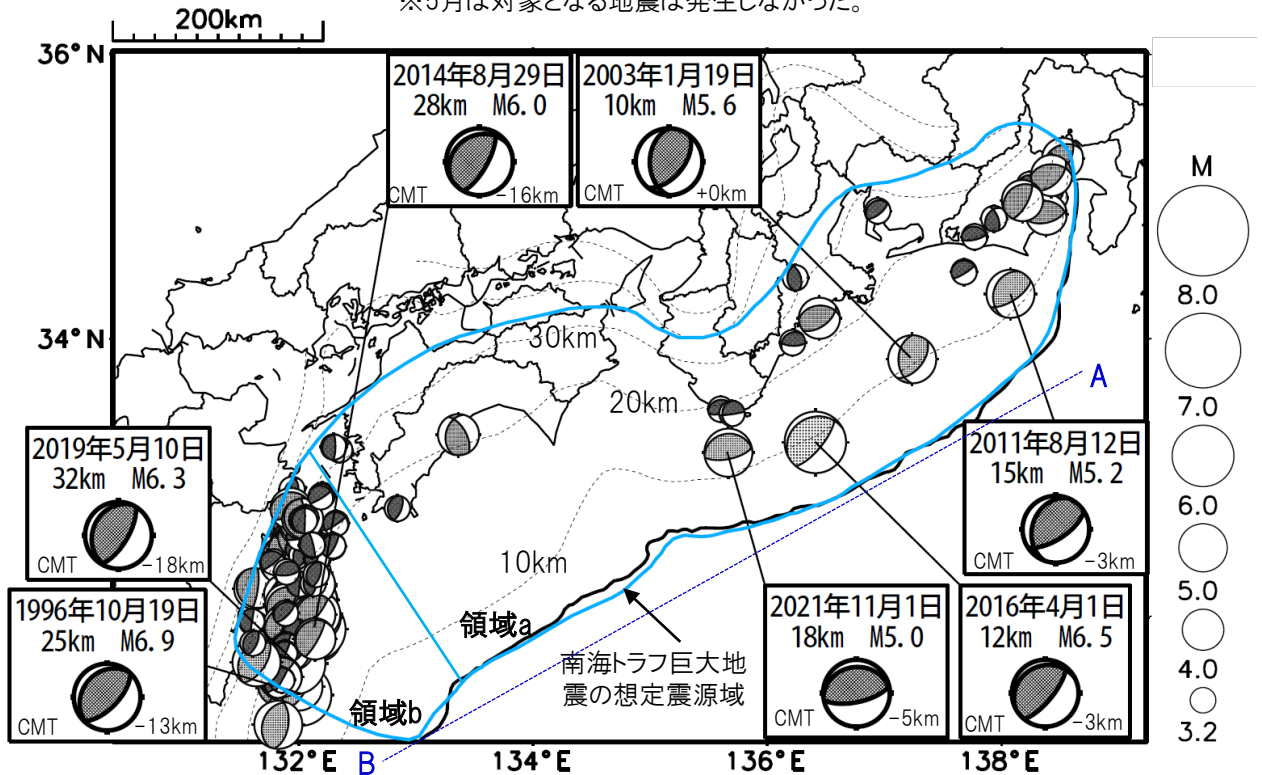 ※5月は対象となる地震は発生しなかった。
200km
36°N
2014年8月29日
28km M6.0
CMT
-16km
2003年1月19日
10km M5.6
CMT
+0km
M
8.0
7.0
6.0
5.0
4.0
3.2
34°N
30km
20km
10km
A
2019年5月10日
32km M6.3
CMT
-18km
2011年8月12日
15km M5.2
CMT
-3km
1996年10月19日
25km M6.9
CMT
-13km
2021年11月1日
18km M5.0
CMT
-5km
2016年4月1日
12km M6.5
CMT
-3km
領域a
領域b
南海トラフ巨大地
震の想定震源域
B
132°E
134°E
136°E
138°E